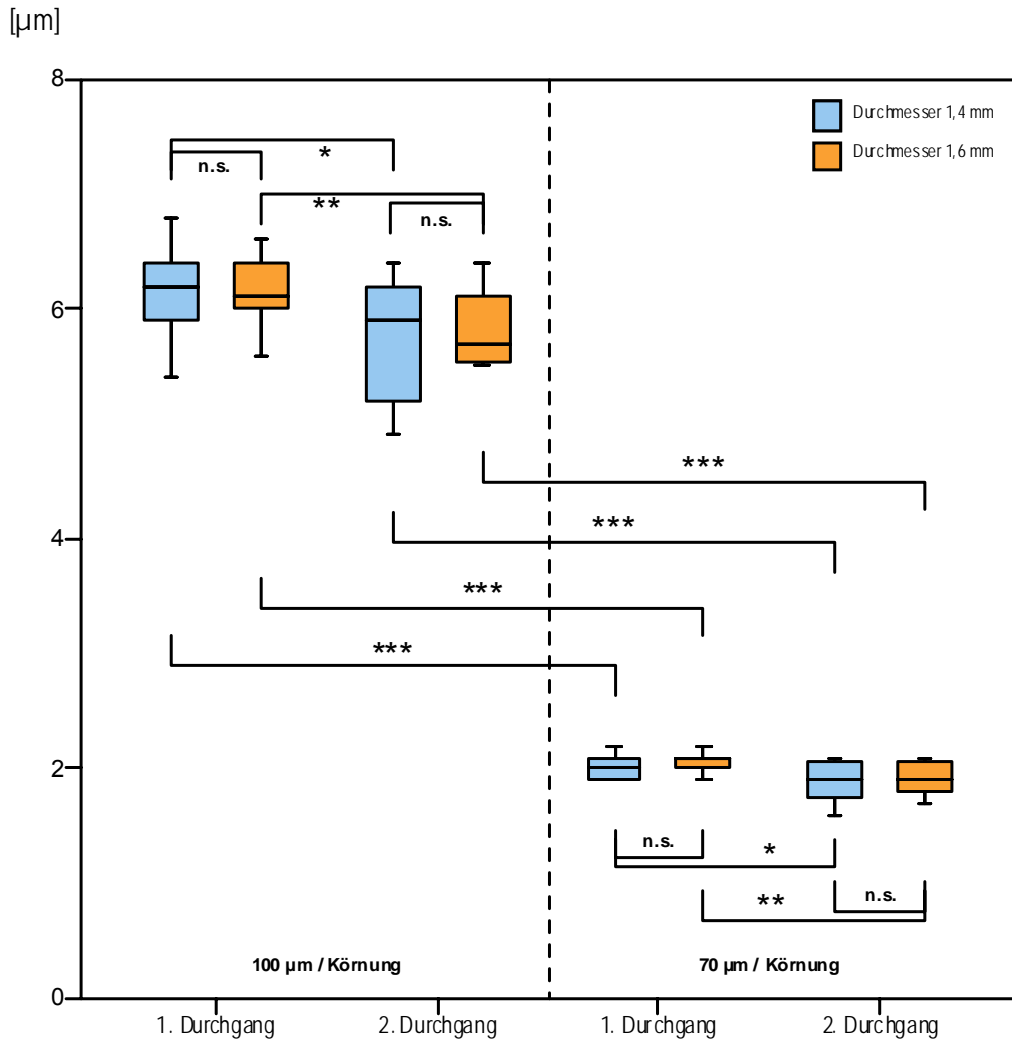 [µm]
8
Durchmesser 1,4 mm
Durchmesser 1,6 mm
*
n.s.
**
n.s.
6
***
***
4
***
***
2
n.s.
*
**
n.s.
100 µm / Körnung
70 µm / Körnung
0
1. Durchgang
2. Durchgang
1. Durchgang
2. Durchgang